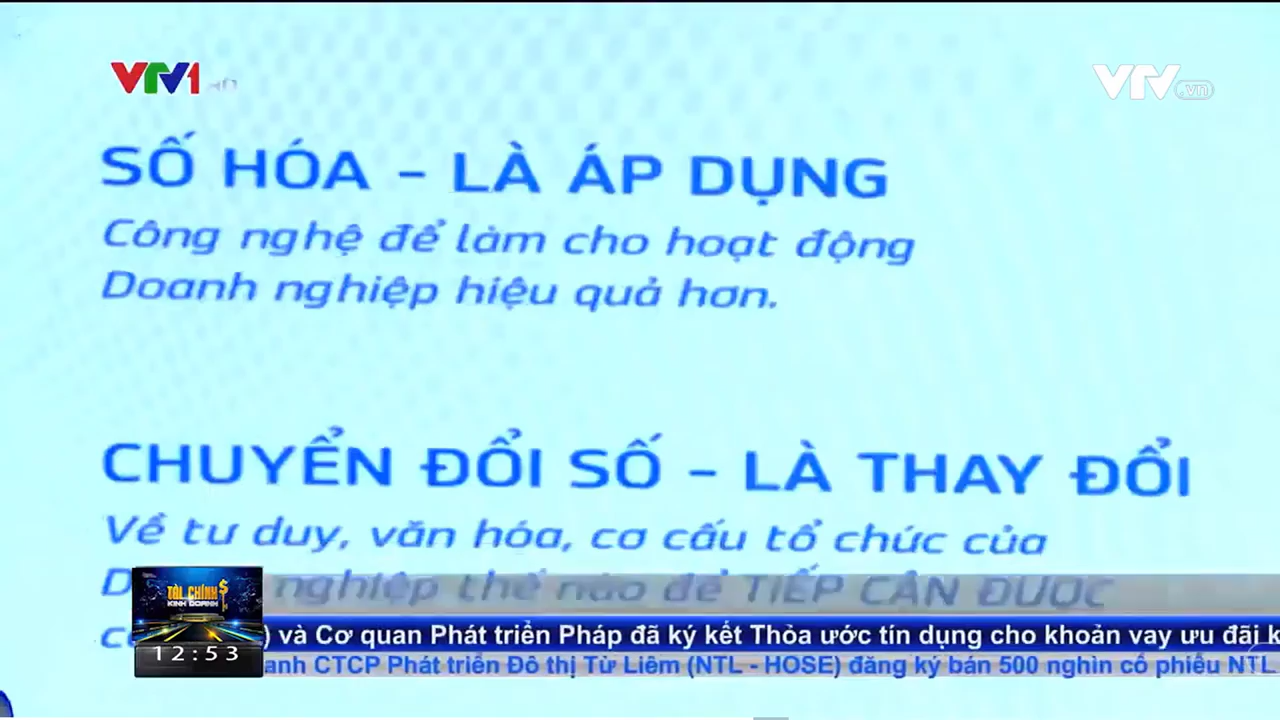 VTV1 HD
VTV.vn
SỐ HÓA – LÀ ÁP DỤNG
Công nghệ để làm cho hoạt động
Doanh nghiệp hiệu quả hơn.
CHUYỂN ĐỔI SỐ – LÀ THAY ĐỔI
Về tư duy, văn hóa, cơ cấu tổ chức của
nghiệp thế nào để TIẾP CẬN ĐƯỢC
TÀI CHÍNH
KINH DOANH
) và Cơ quan Phát triển Pháp đã ký kết Thỏa ước tín dụng cho khoản vay ưu đãi k
12:53
anh CTCP Phát triển Đô thị Từ Liêm (NTL - HOSE) đăng ký bán 500 nghìn cổ phiếu NTL